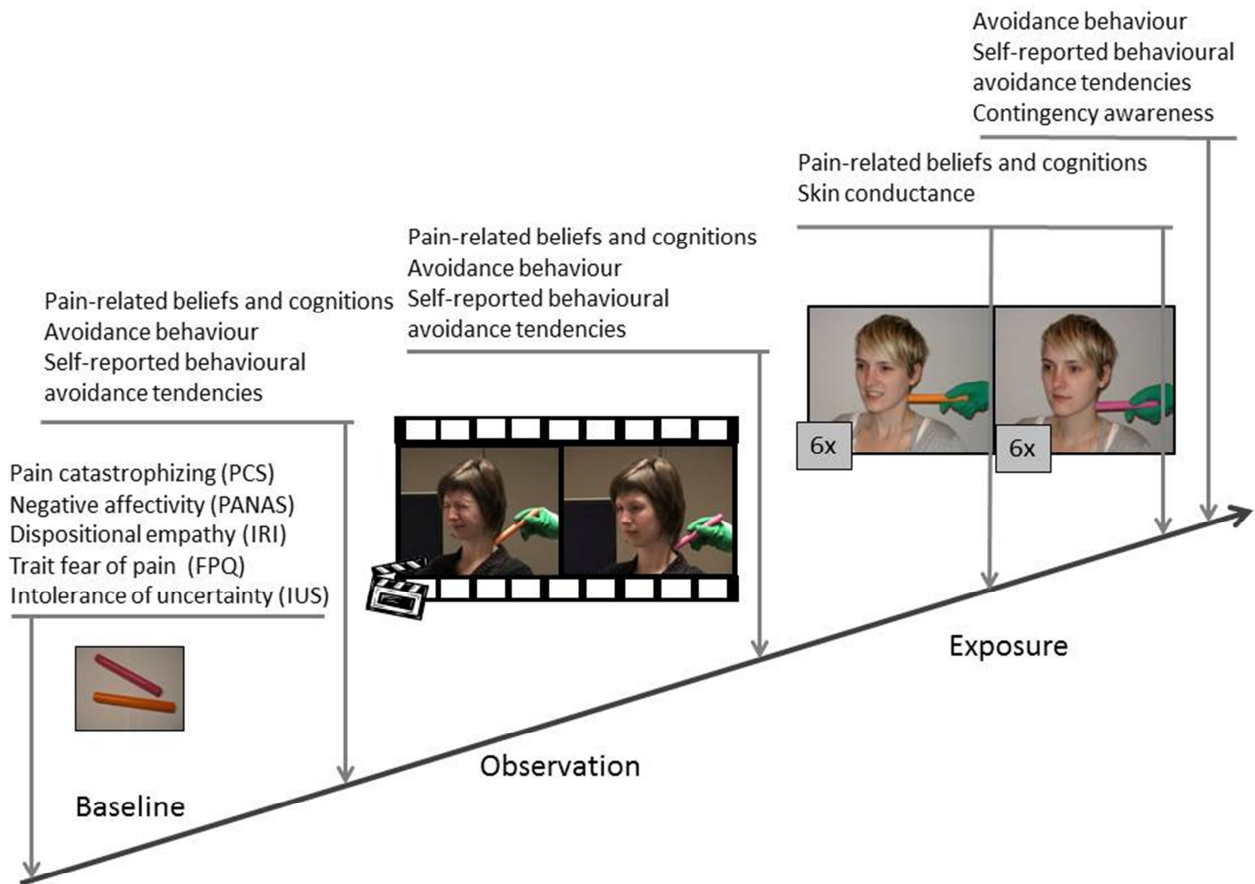 Avoidance behaviour
Self-reported behavioural
avoidance tendencies
Contingency awareness
Pain-related beliefs and cognitions
Skin conductance
Pain-related beliefs and cognitions
Avoidance behaviour
Self-reported behavioural
avoidance tendencies
Pain-related beliefs and cognitions
Avoidance behaviour
Self-reported behavioural
avoidance tendencies
6x
6x
Pain catastrophizing (PCS)
Negative affectivity (PANAS)
Dispositional empathy (IRI)
Trait fear of pain (FPQ)
Intolerance of uncertainty (IUS)
Exposure
Observation
Baseline